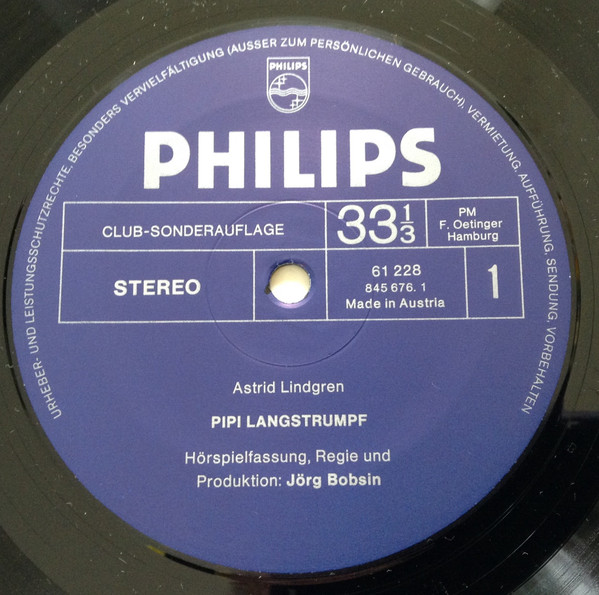 URHEBER- UND LEISTUNGSSCHUTZRECHTE, BESONDERS VERVIELFÄLTIGUNG (AUSSER ZUM PERSÖNLICHEN GEBRAUCH), VERMIETUNG, AUFFÜHRUNG, SENDUNG, VORBEHALTEN
PHILIPS
PHILIPS
CLUB-SONDERAUFLAGE
33 1/3
PM
F. Oetinger
Hamburg
STEREO
61 228
845 676. 1
Made in Austria
1
Astrid Lindgren
PIPI LANGSTRUMPF
Hörspielfassung, Regie und
Produktion: Jörg Bobsin